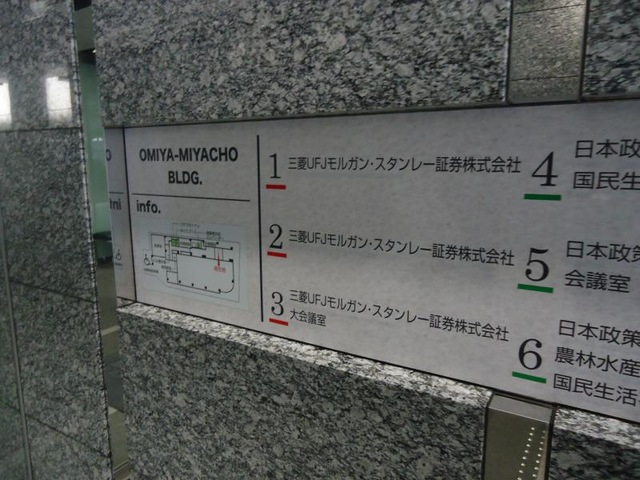 OMIYA-MIYACHO
BLDG.
info.
1 三菱UFJモルガン・スタンレー証券株式会社
2 三菱UFJモルガン・スタンレー証券株式会社
3 三菱UFJモルガン・スタンレー証券株式会社
大会議室
4 日本政
国民生
5 日本政策
会議室
6 日本政策
農林水産
国民生活